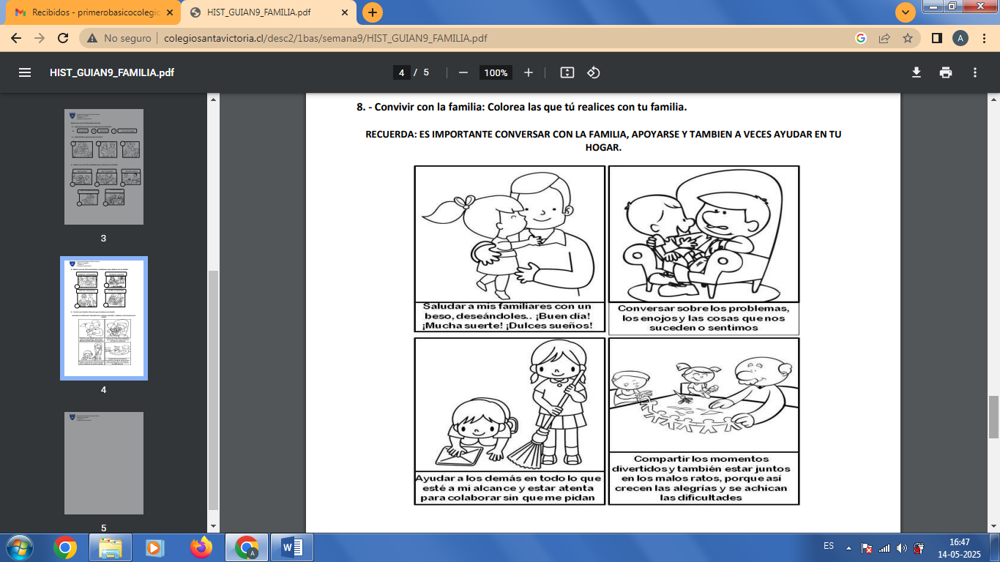 Recibidos - primerobasicocolegic
HIST_GUIAN9_FAMILIA.pdf
No seguro
colegiosantavictoria.cl/desc2/1bas/semana9/HIST_GUIAN9_FAMILIA.pdf
A
HIST_GUIAN9_FAMILIA.pdf
4 / 5
100%
3
4
5
8. - Convivir con la familia: Colorea las que tú realices con tu familia.
RECUERDA: ES IMPORTANTE CONVERSAR CON LA FAMILIA, APOYARSE Y TAMBIEN A VECES AYUDAR EN TU
HOGAR.
Saludar a mis familiares con un
beso, deseándoles.. ¡Buen día!
¡Mucha suerte! ¡Dulces sueños!
Conversar sobre los problemas,
los enojos y las cosas que nos
suceden o sentimos
Ayudar a los demás en todo lo que
esté a mi alcance y estar atenta
para colaborar sin que me pidan
Compartir los momentos
divertidos y también estar juntos
en los malos ratos, porque así
crecen las alegrías y se achican
las dificultades
A
W
ES
16:47
14-05-2025